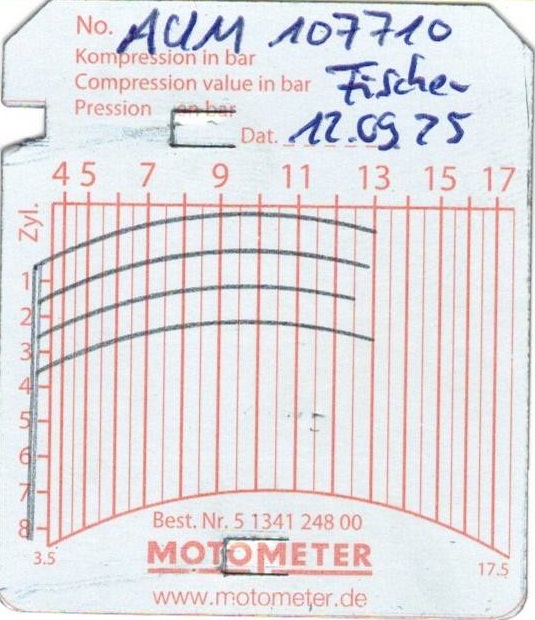 No. AUM 107710
Kompression in bar
Compression value in bar Fischer
Pression en bar
Dat. 12.09.25
4 5 7 9 11 13 15 17
Zyl.
1
2
3
4
5
6
7
8
3.5 17.5
Best. Nr. 5 1341 248 00
MOTOMETER
www.motometer.de